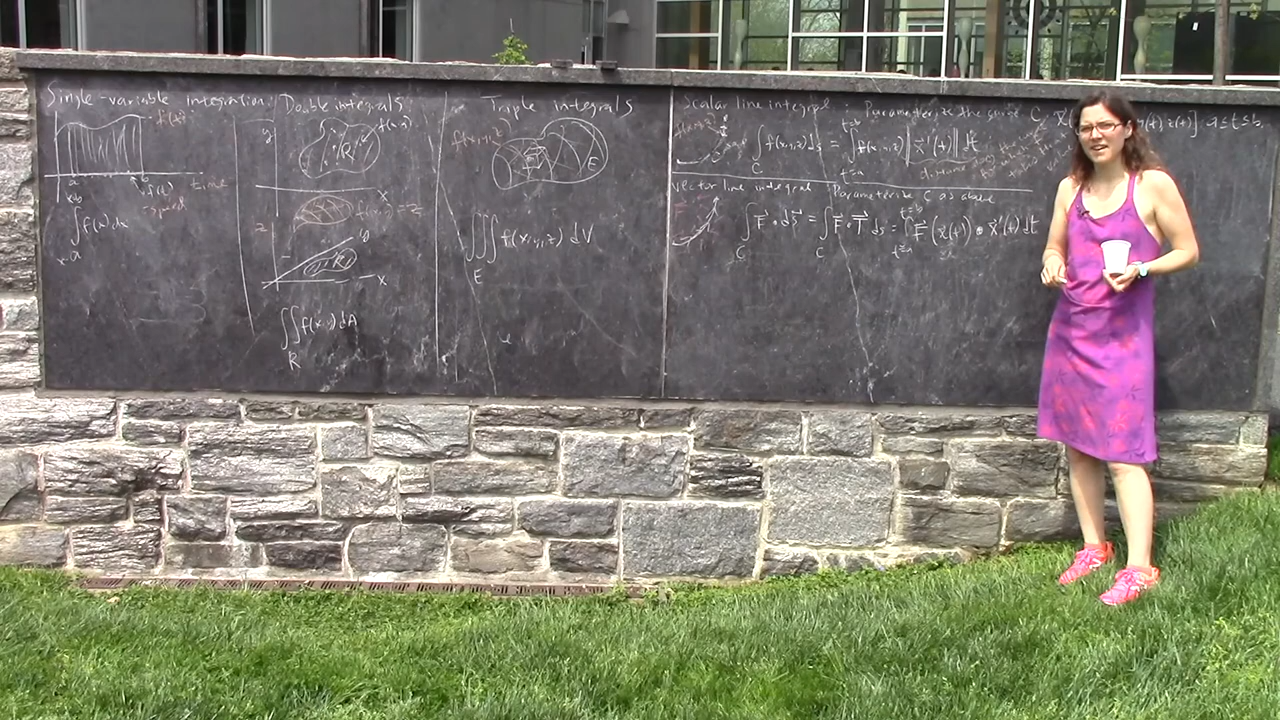 Single-variable integration:
f(x)
a
b
time
speed
∫ f(x) dx
Double integrals:
f(x,y)
y
R
x
z
f(x,y)=z
y
x
∬ f(x,y) dA
R
Triple integrals
f(x,y,z)
E
∭ f(x,y,z) dV
E
Scalar line integral: Parameterize the curve C, a≤t≤b.
∫ f(x,y,z) ds = ∫ f(x,y,z) ‖x⃗'(t)‖ dt
C
t=b
t=a
Vector line integral Parameterize C as above
∫ F⃗ • ds⃗ = ∫ F⃗ • T⃗ ds = ∫ F⃗(x⃗(t)) • x⃗'(t) dt
C
C
t=b
t=a